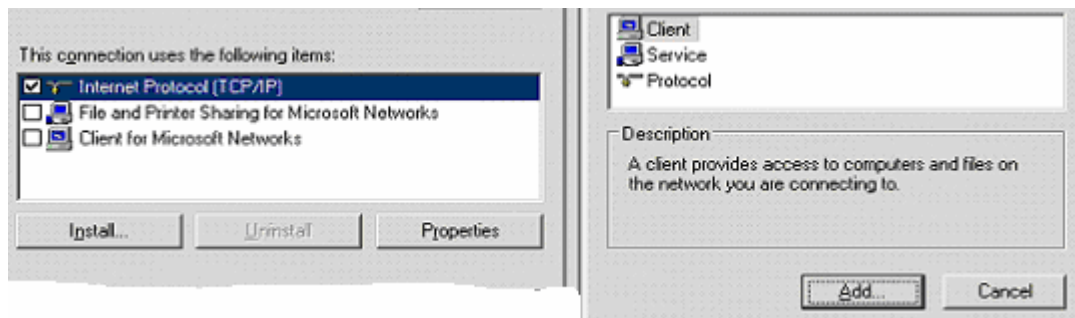 This connection uses the following items:
Internet Protocol (TCP/IP)
File and Printer Sharing for Microsoft Networks
Client for Microsoft Networks
Install...
Uninstall
Properties
Client
Service
Protocol
Description
A client provides access to computers and files on
the network you are connecting to.
Add...
Cancel